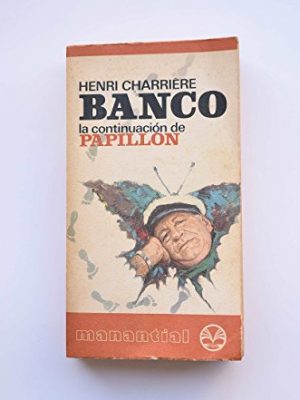 HENRI CHARRIÈRE
BANCO
la continuación de
PAPILLON
manantial